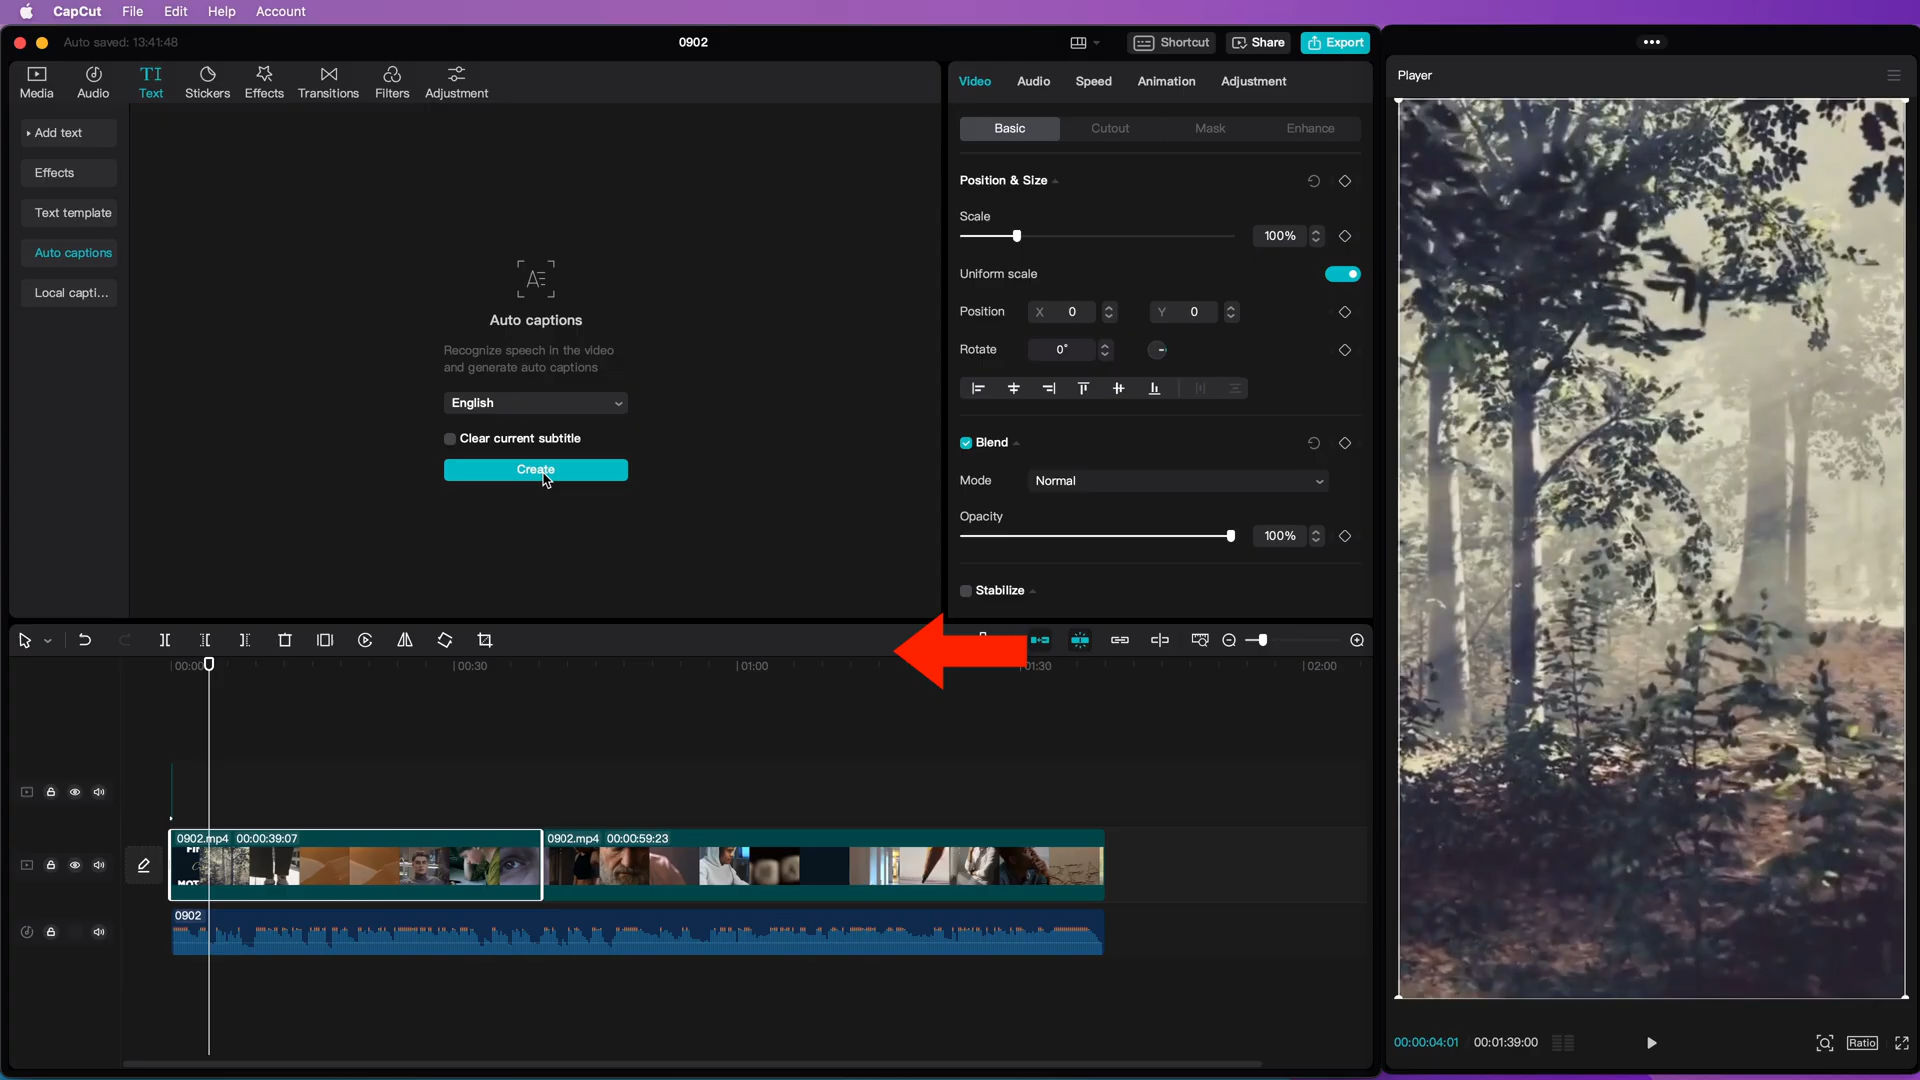 CapCut File Edit Help Account
Auto saved: 13:41:48
0902
Shortcut
Share
Export
Media Audio Text Stickers Effects Transitions Filters Adjustment
Add text
Effects
Text template
Auto captions
Local capti...
Auto captions
Recognize speech in the video
and generate auto captions
English
Clear current subtitle
Create
Video Audio Speed Animation Adjustment
Basic Cutout Mask Enhance
Position & Size
Scale
100%
Uniform scale
Position X 0 Y 0
Rotate 0°
Blend
Mode Normal
Opacity
100%
Stabilize
Player
00:00:04:01 00:01:39:00
Ratio
00:00 00:30 01:00 01:30 02:00
0902.mp4 00:00:39:07
0902.mp4 00:00:59:23
0902